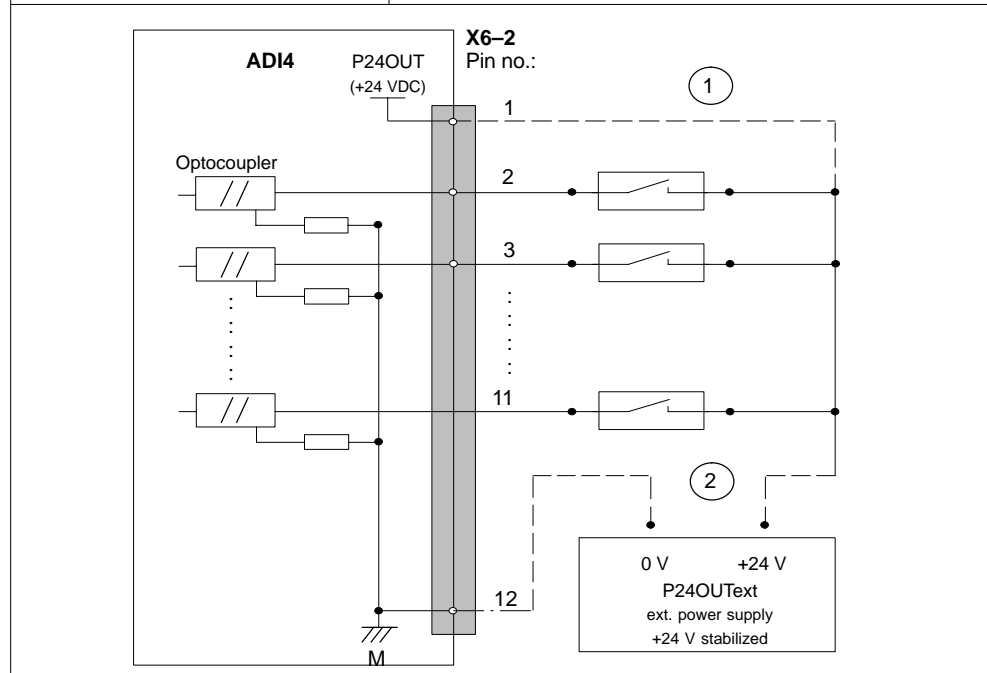 X6–2
ADI4
P24OUT
Pin no.:
(+24 VDC)
1
1
Optocoupler
2
3
11
2
0 V
+24 V
P24OUText
12
ext. power supply
+24 V stabilized
M